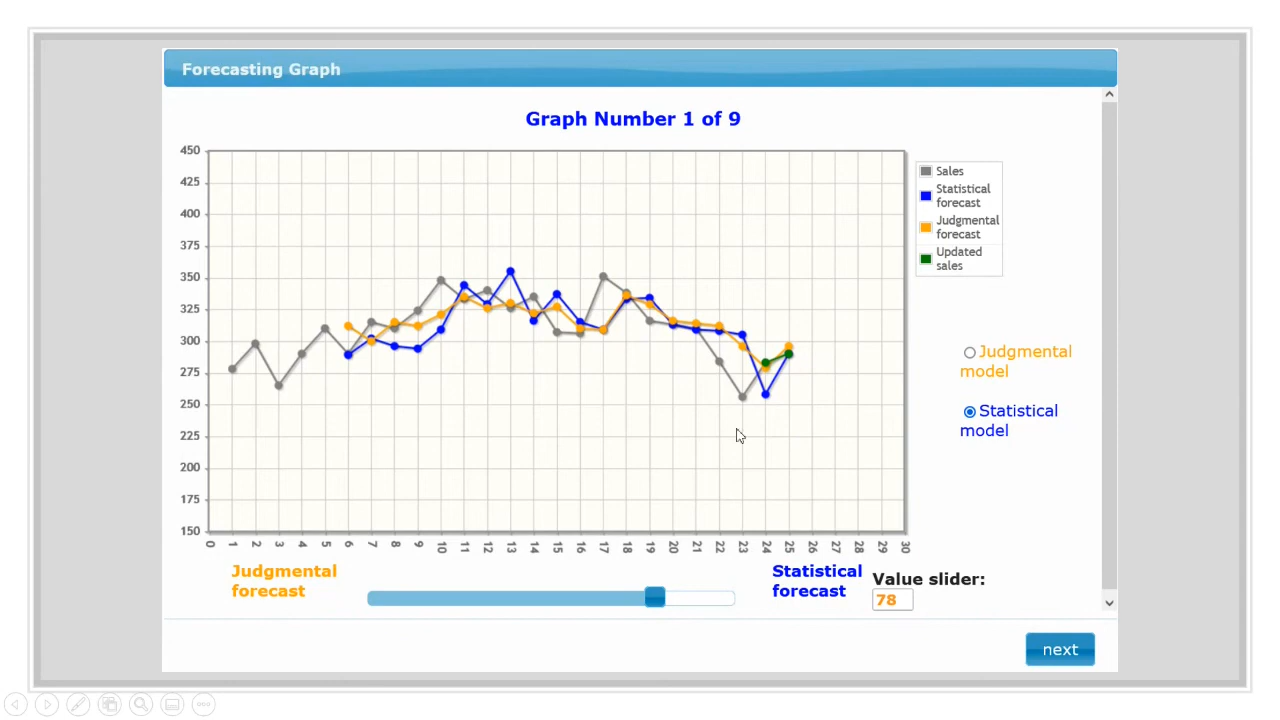 Forecasting Graph
Graph Number 1 of 9
450
425
400
375
350
325
300
275
250
225
200
175
150
0 1 2 3 4 5 6 7 8 9 10 11 12 13 14 15 16 17 18 19 20 21 22 23 24 25 27 28 29 30
Sales
Statistical
forecast
Judgmental
forecast
Updated
sales
Judgmental
model
Statistical
model
Judgmental
forecast
Statistical
forecast
Value slider:
78
next